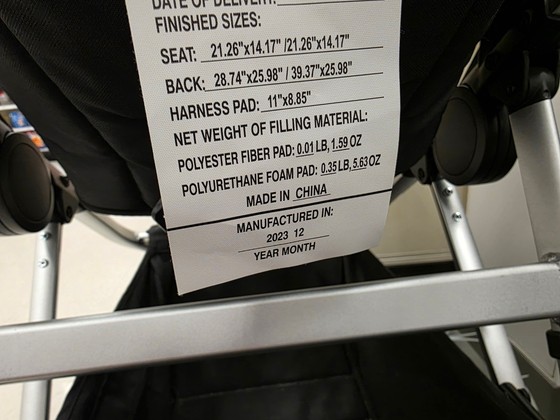 DATE OF DELIVERY:
FINISHED SIZES:
SEAT: 21.26"x14.17" /21.26"x14.17"
BACK: 28.74"x25.98" / 39.37"x25.98"
HARNESS PAD: 11"x8.85"
NET WEIGHT OF FILLING MATERIAL:
POLYESTER FIBER PAD: 0.01 LB, 1.59 OZ
POLYURETHANE FOAM PAD: 0.35 LB, 5.63 OZ
MADE IN CHINA
MANUFACTURED IN:
2023 12
YEAR MONTH